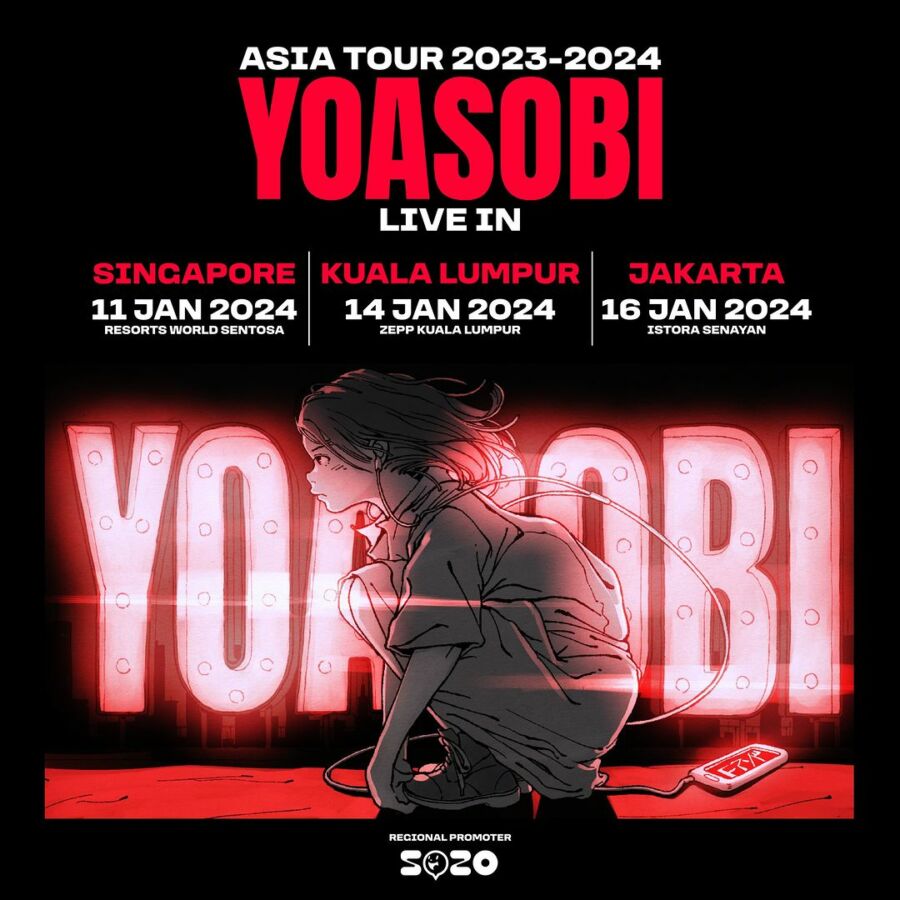 ASIA TOUR 2023-2024
YOASOBI
LIVE IN
SINGAPORE
11 JAN 2024
RESORTS WORLD SENTOSA
KUALA LUMPUR
14 JAN 2024
ZEPP KUALA LUMPUR
JAKARTA
16 JAN 2024
ISTORA SENAYAN
YOASOBI
REGIONAL PROMOTER
SOZO